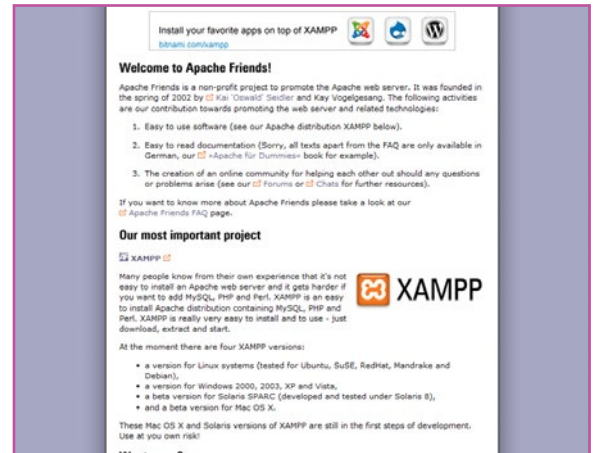 Install your favorite apps on top of XAMPP
bitnami.com/xampp
Welcome to Apache Friends!
Apache Friends is a non-profit project to promote the Apache web server. It was founded in
the spring of 2002 by Kai 'Oswald' Seidler and Kay Vogelgesang. The following activities
are our contribution towards promoting the web server and related technologies:
1. Easy to use software (see our Apache distribution XAMPP below).
2. Easy to read documentation (Sorry, all texts apart from the FAQ are only available in
German, our »Apache für Dummies« book for example).
3. The creation of an online community for helping each other out should any questions
or problems arise (see our Forums or Chats for further resources).
If you want to know more about Apache Friends please take a look at our
Apache Friends FAQ page.
Our most important project
XAMPP
Many people know from their own experience that it's not
easy to install an Apache web server and it gets harder if
you want to add MySQL, PHP and Perl. XAMPP is an easy
to install Apache distribution containing MySQL, PHP and
Perl. XAMPP is really very easy to install and to use - just
download, extract and start.
XAMPP
At the moment there are four XAMPP versions:
• a version for Linux systems (tested for Ubuntu, SuSE, RedHat, Mandrake and
Debian),
• a version for Windows 2000, 2003, XP and Vista,
• a beta version for Solaris SPARC (developed and tested under Solaris 8),
• and a beta version for Mac OS X.
These Mac OS X and Solaris versions of XAMPP are still in the first steps of development.
Use at you own risk!